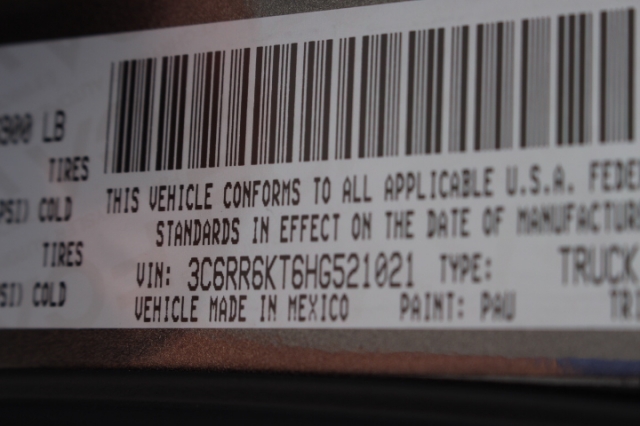 900 LB
TIRES
PSI) COLD
TIRES
SI) COLD
THIS VEHICLE CONFORMS TO ALL APPLICABLE U.S.A. FEDE
STANDARDS IN EFFECT ON THE DATE OF MANUFACTUR
VIN: 3C6RR6KT6HG521021 TYPE: TRUCK
VEHICLE MADE IN MEXICO PAINT: PAU TRI